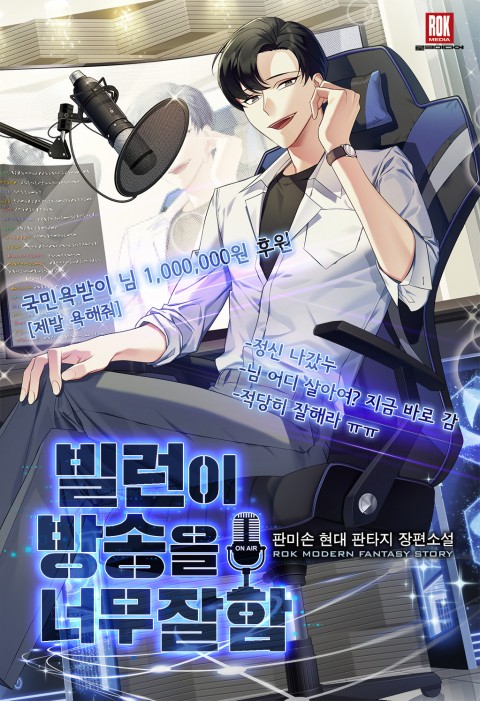 ROK
MEDIA
국민욕받이 님 1,000,000원 후원
[제발 욕해줘]
-정신 나갔누
-님 어디 살아여? 지금 바로 감
-적당히 잘해라 ㅠㅠ
빌런이
방송을
ON AIR
너무잘함
판미손 현대 판타지 장편소설
ROK MODERN FANTASY STORY